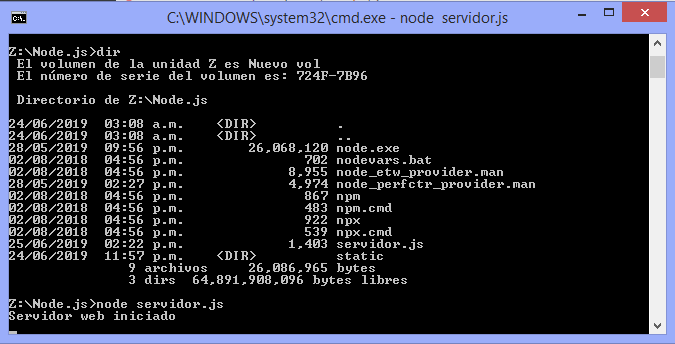 C:\WINDOWS\system32\cmd.exe - node servidor.js
Z:\Node.js>dir
El volumen de la unidad Z es Nuevo vol
El número de serie del volumen es: 724F-7B96
Directorio de Z:\Node.js
24/06/2019 03:08 a.m. <DIR> .
24/06/2019 03:08 a.m. <DIR> ..
28/05/2019 09:56 p.m. 26,068,120 node.exe
02/08/2018 04:56 p.m. 702 nodevars.bat
02/08/2018 04:56 p.m. 8,955 node_etw_provider.man
28/05/2019 02:27 p.m. 4,974 node_perfctr_provider.man
02/08/2018 04:56 p.m. 867 npm
02/08/2018 04:56 p.m. 483 npm.cmd
02/08/2018 04:56 p.m. 922 npx
02/08/2018 04:56 p.m. 539 npx.cmd
25/06/2019 02:22 p.m. 1,403 servidor.js
24/06/2019 11:57 p.m. <DIR> static
9 archivos 26,086,965 bytes
3 dirs 64,891,908,096 bytes libres
Z:\Node.js>node servidor.js
Servidor web iniciado